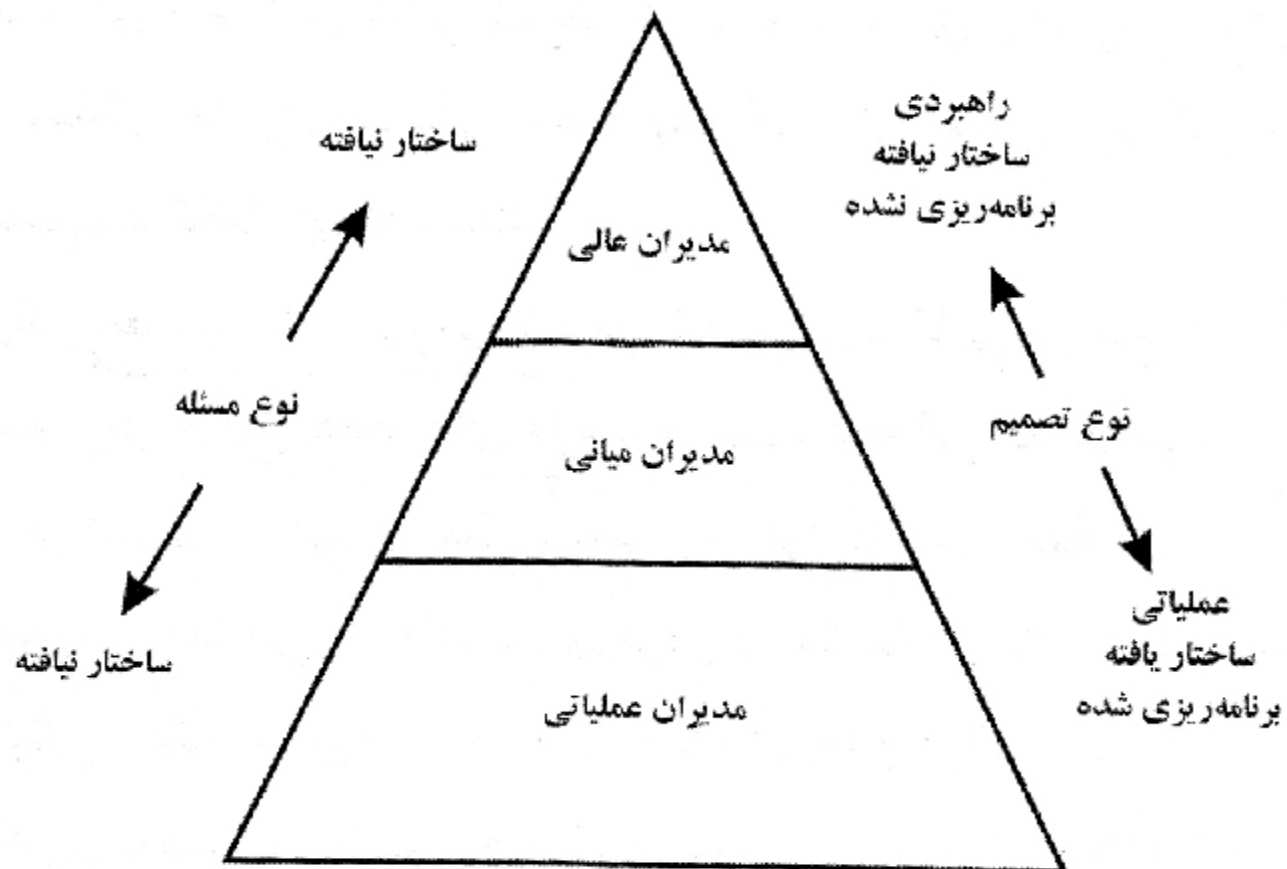 راهبردی
ساختار نیافته
برنامه‌ریزی نشده
ساختار نیافته
مدیران عالی
نوع تصمیم
نوع مسئله
مدیران میانی
عملیاتی
ساختار یافته
برنامه‌ریزی شده
ساختار نیافته
مدیران عملیاتی